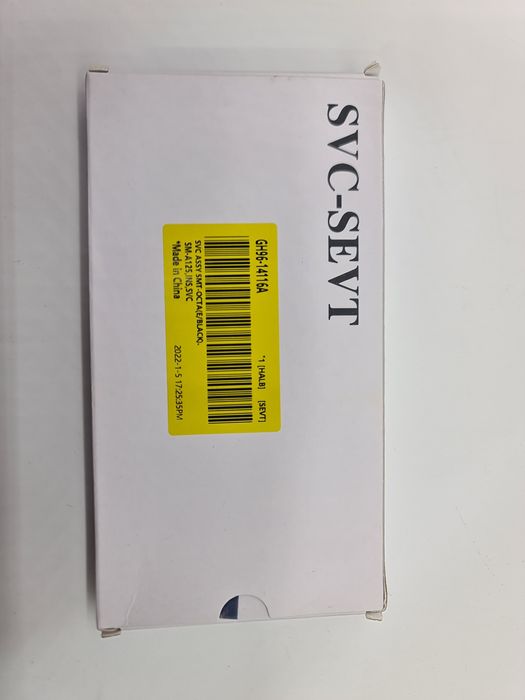 SVC-SEVT
GH96-14116A
*1 [HALB] [SEVT]
SVC ASSY SMT-OCTA(E/BLACK).
SM-A125,INS,SVC
*Made in China 2022-1-5 17:25:35PM